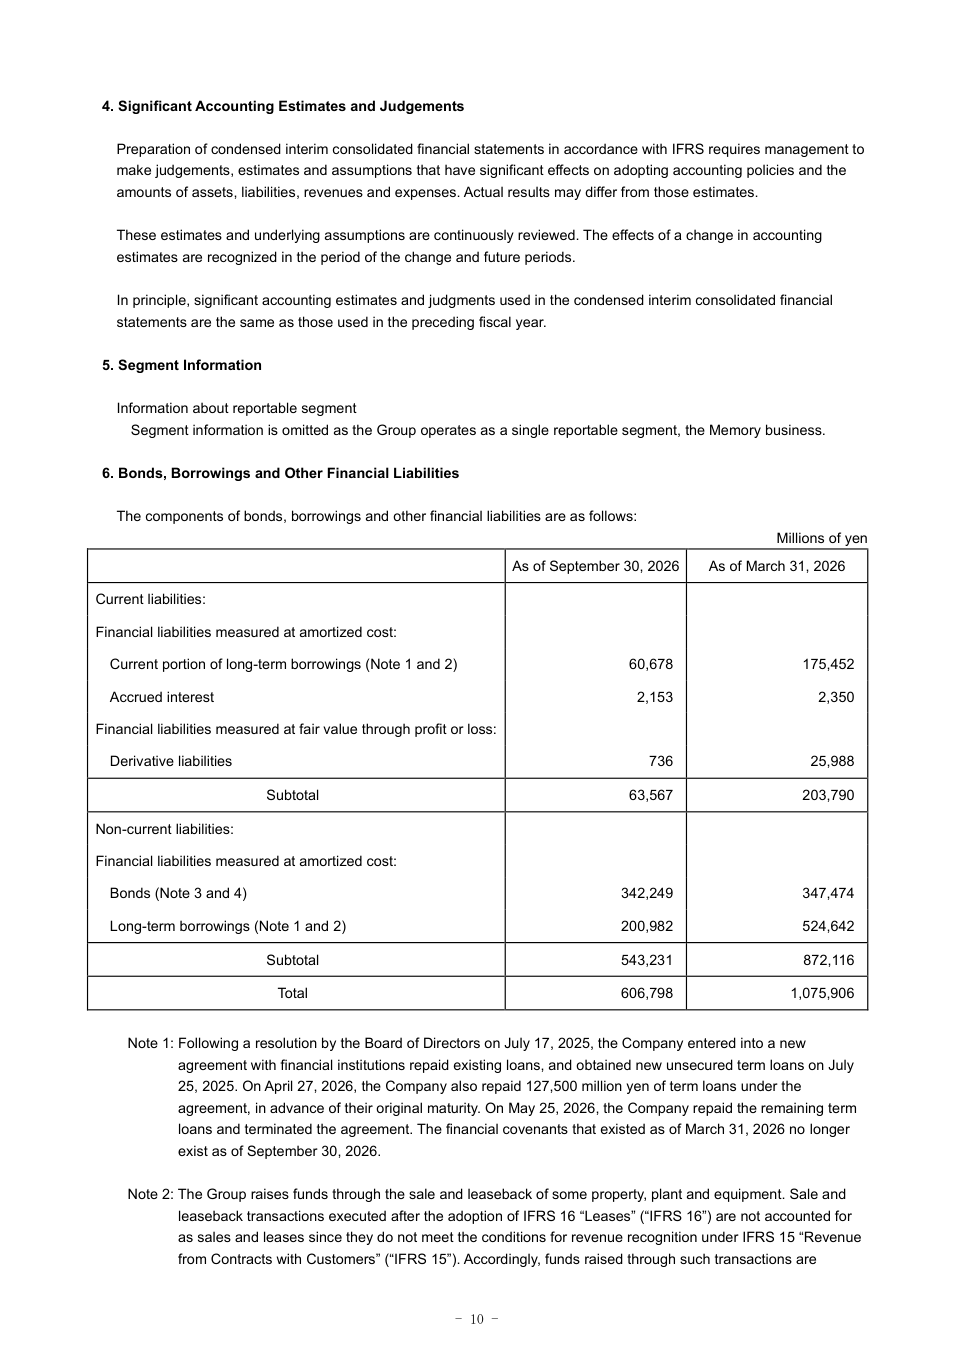 4. Significant Accounting Estimates and Judgements
Preparation of condensed interim consolidated financial statements in accordance with IFRS requires management to
make judgements, estimates and assumptions that have significant effects on adopting accounting policies and the
amounts of assets, liabilities, revenues and expenses. Actual results may differ from those estimates.
These estimates and underlying assumptions are continuously reviewed. The effects of a change in accounting
estimates are recognized in the period of the change and future periods.
In principle, significant accounting estimates and judgments used in the condensed interim consolidated financial
statements are the same as those used in the preceding fiscal year.
5. Segment Information
Information about reportable segment
Segment information is omitted as the Group operates as a single reportable segment, the Memory business.
6. Bonds, Borrowings and Other Financial Liabilities
The components of bonds, borrowings and other financial liabilities are as follows:
Millions of yen
As of September 30, 2026 As of March 31, 2026
Current liabilities:
Financial liabilities measured at amortized cost:
Current portion of long-term borrowings (Note 1 and 2) 60,678 175,452
Accrued interest 2,153 2,350
Financial liabilities measured at fair value through profit or loss:
Derivative liabilities 736 25,988
Subtotal 63,567 203,790
Non-current liabilities:
Financial liabilities measured at amortized cost:
Bonds (Note 3 and 4) 342,249 347,474
Long-term borrowings (Note 1 and 2) 200,982 524,642
Subtotal 543,231 872,116
Total 606,798 1,075,906
Note 1: Following a resolution by the Board of Directors on July 17, 2025, the Company entered into a new
agreement with financial institutions repaid existing loans, and obtained new unsecured term loans on July
25, 2025. On April 27, 2026, the Company also repaid 127,500 million yen of term loans under the
agreement, in advance of their original maturity. On May 25, 2026, the Company repaid the remaining term
loans and terminated the agreement. The financial covenants that existed as of March 31, 2026 no longer
exist as of September 30, 2026.
Note 2: The Group raises funds through the sale and leaseback of some property, plant and equipment. Sale and
leaseback transactions executed after the adoption of IFRS 16 “Leases” (“IFRS 16”) are not accounted for
as sales and leases since they do not meet the conditions for revenue recognition under IFRS 15 “Revenue
from Contracts with Customers” (“IFRS 15”). Accordingly, funds raised through such transactions are
－ 10 －